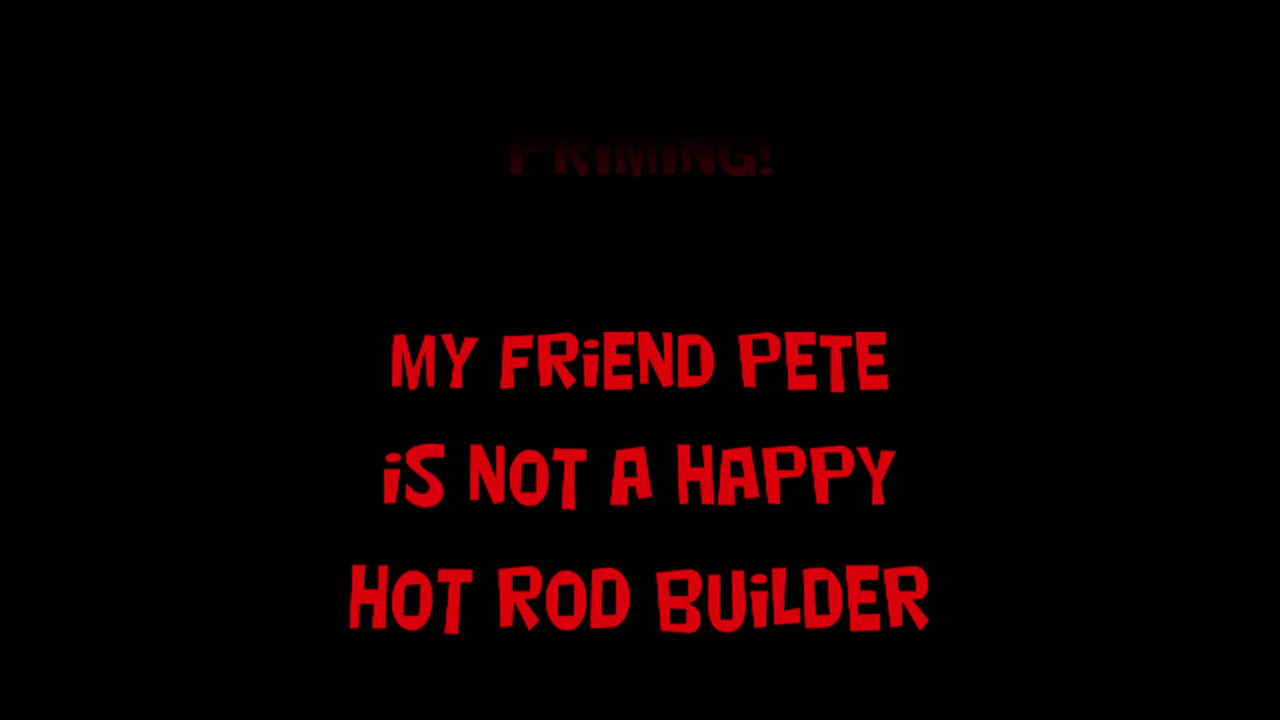 PRiMiNG!
MY FRiEND PETE
iS NOT A HAPPY
HOT ROD BUiLDER